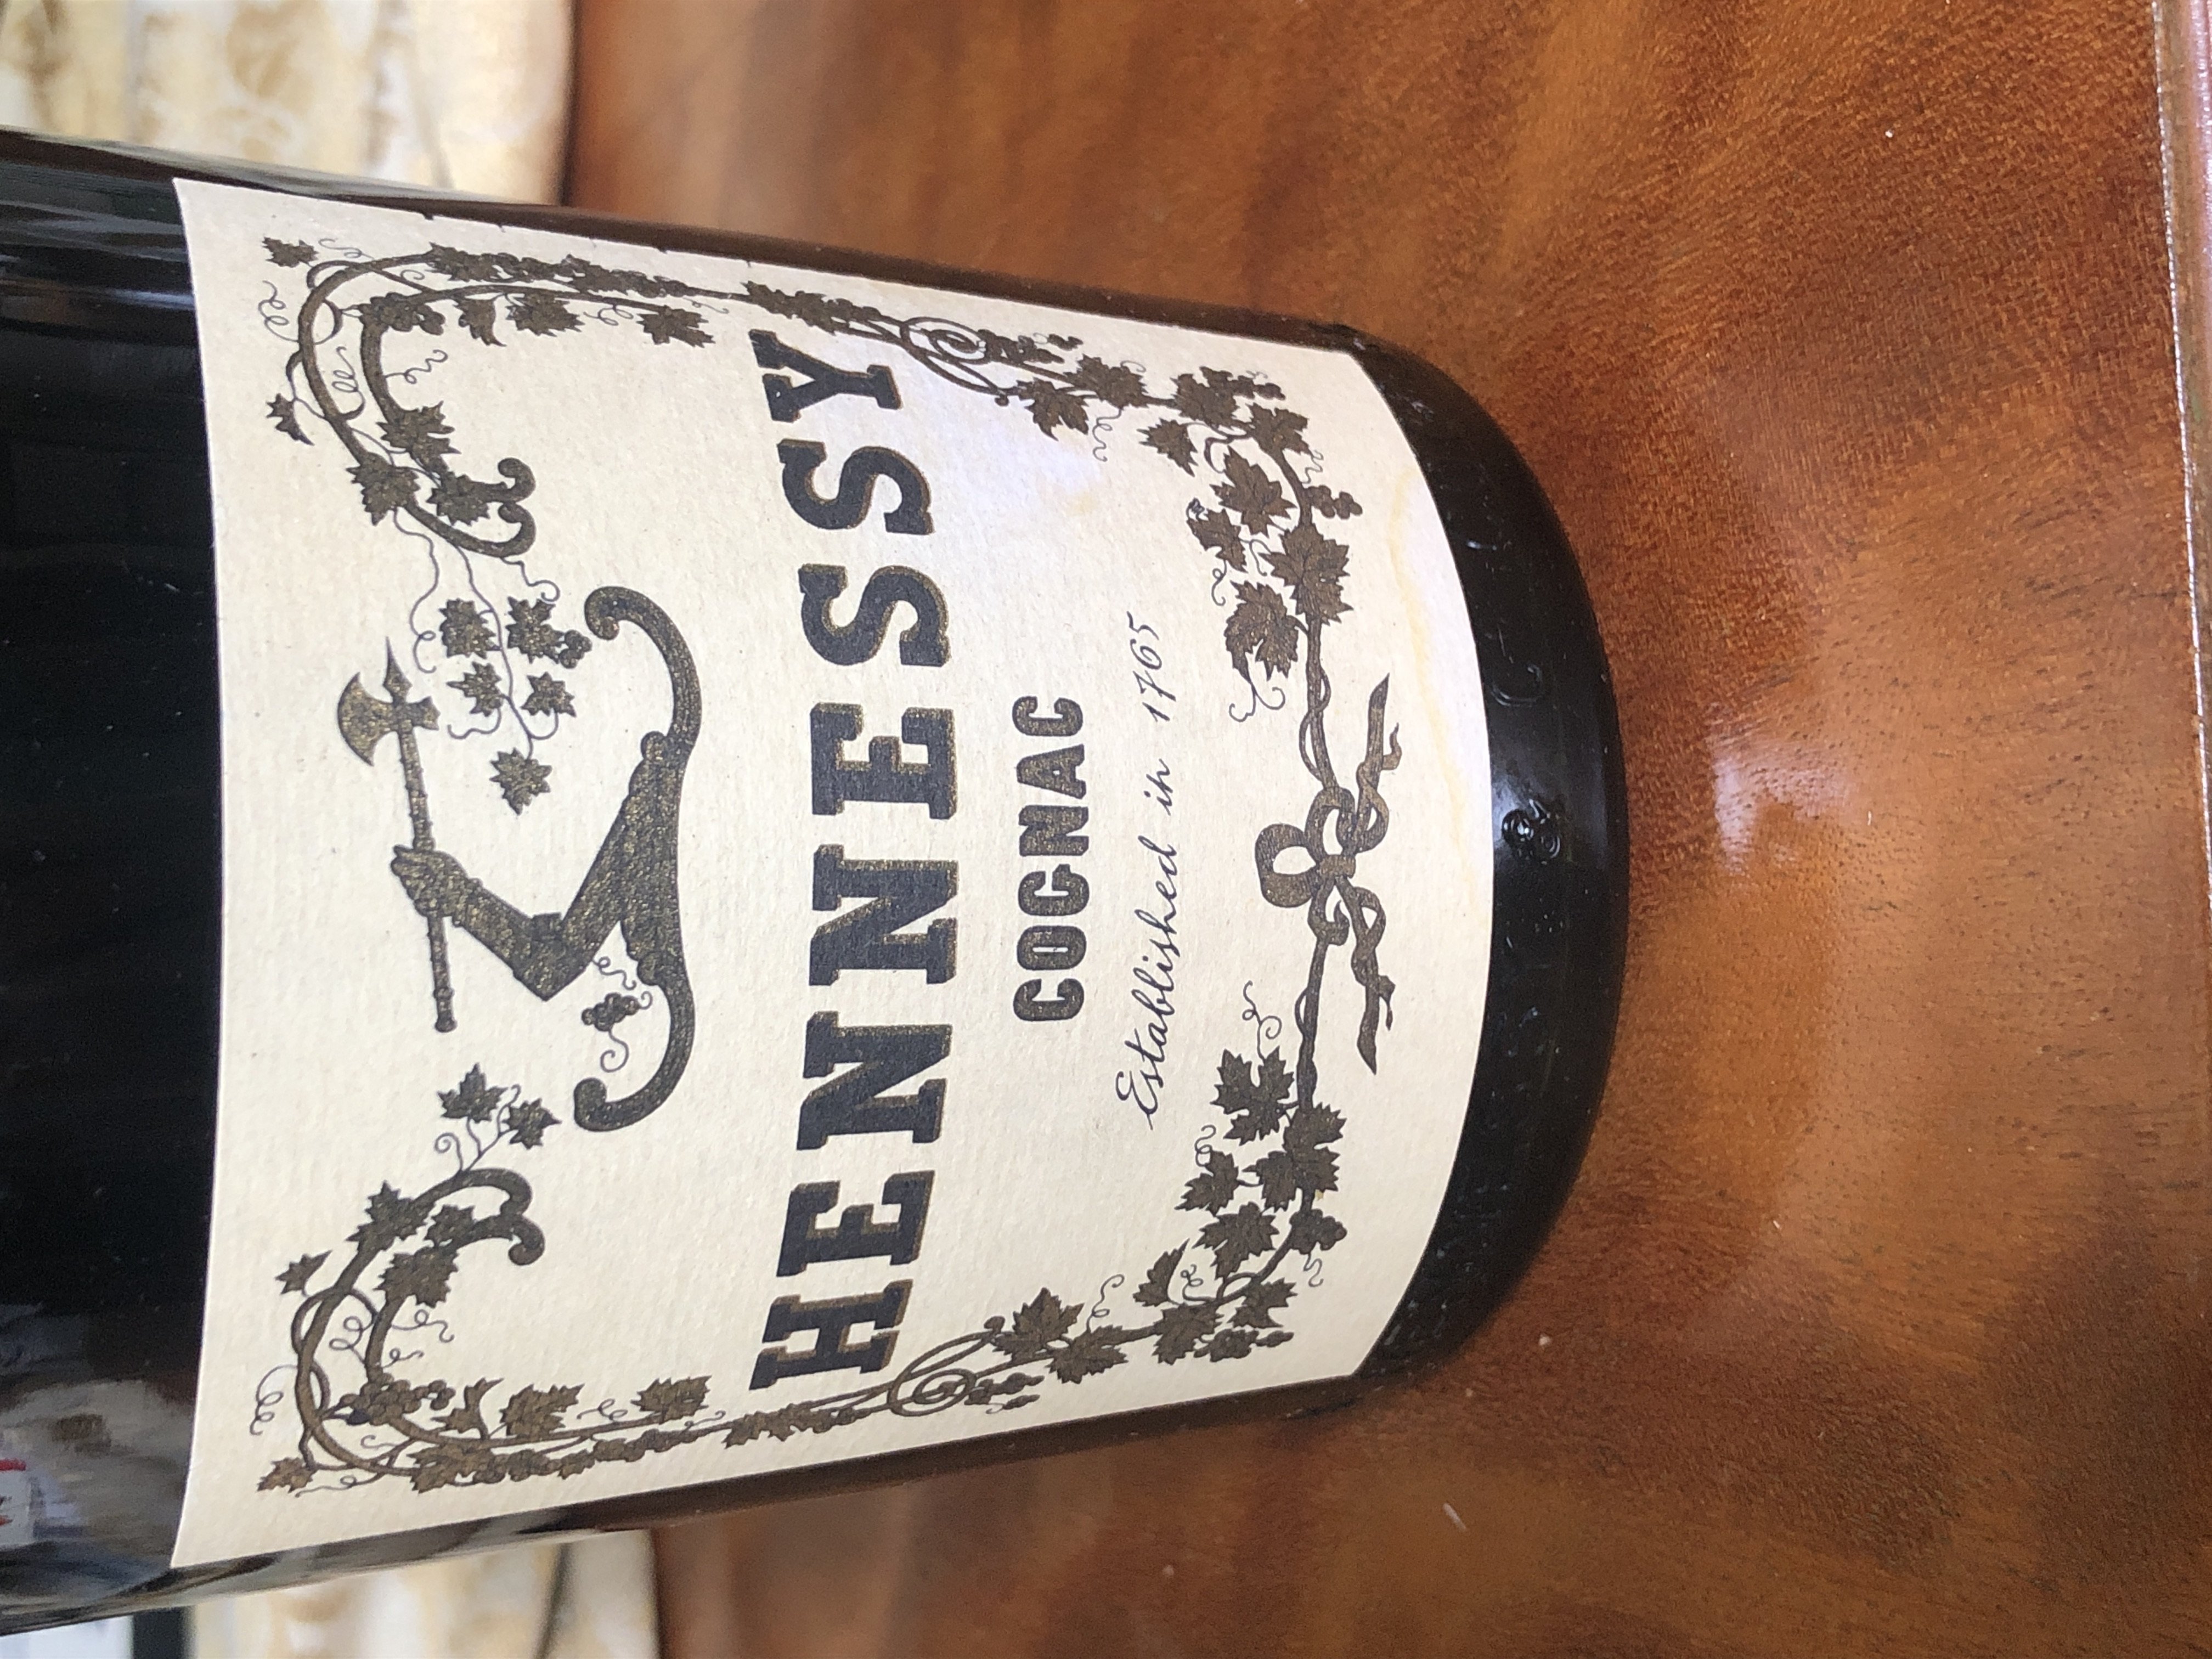 HENNESSY
COGNAC
Established in 1765